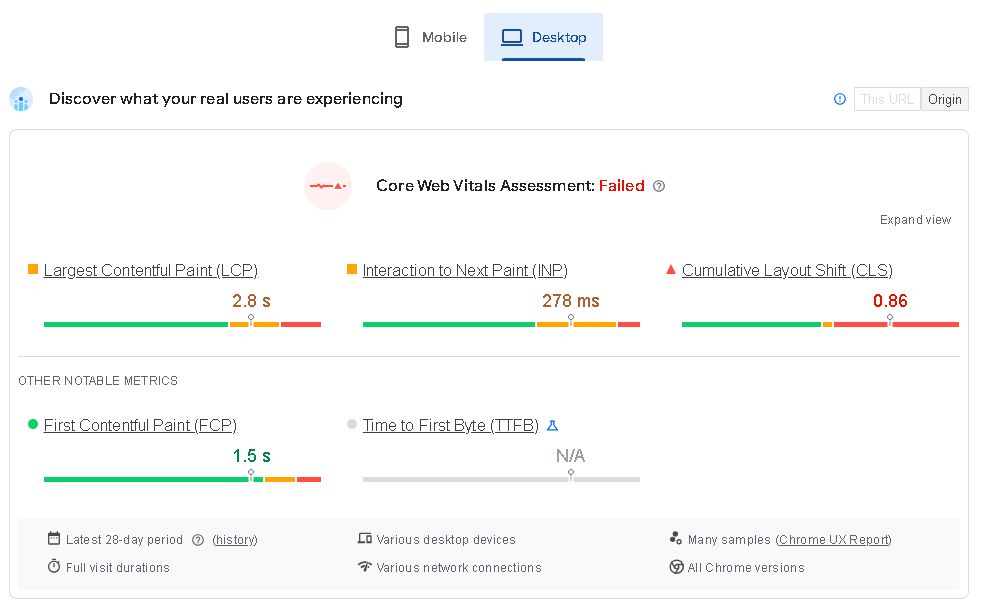 Mobile
Desktop
Discover what your real users are experiencing
This URL
Origin
Core Web Vitals Assessment: Failed
Expand view
Largest Contentful Paint (LCP)
2.8 s
Interaction to Next Paint (INP)
278 ms
Cumulative Layout Shift (CLS)
0.86
OTHER NOTABLE METRICS
First Contentful Paint (FCP)
1.5 s
Time to First Byte (TTFB)
N/A
Latest 28-day period (history)
Various desktop devices
Many samples (Chrome UX Report)
Full visit durations
Various network connections
All Chrome versions